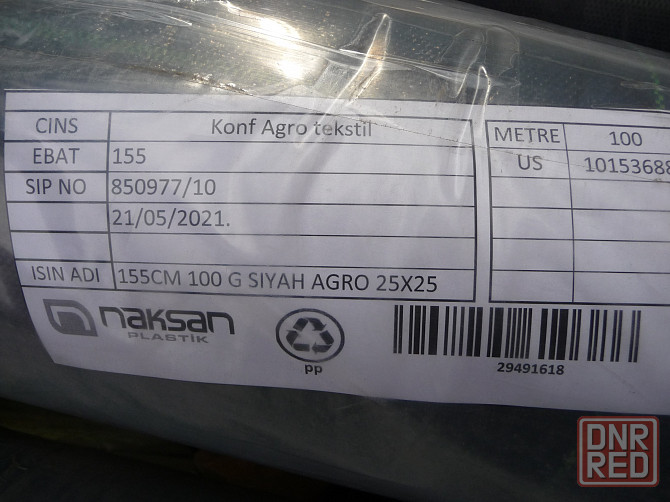 CINS Konf Agro tekstil METRE 100
EBAT 155 US 10153688
SIP NO 850977/10
21/05/2021.
ISIN ADI 155CM 100 G SIYAH AGRO 25X25
naksan
PLASTİK
PP
29491618
DNR
RED